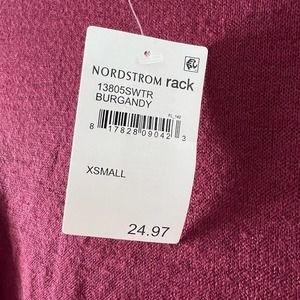 NORDSTROM rack
13805SWTR
BURGANDY
8 17828 09042 3
XSMALL
24.97